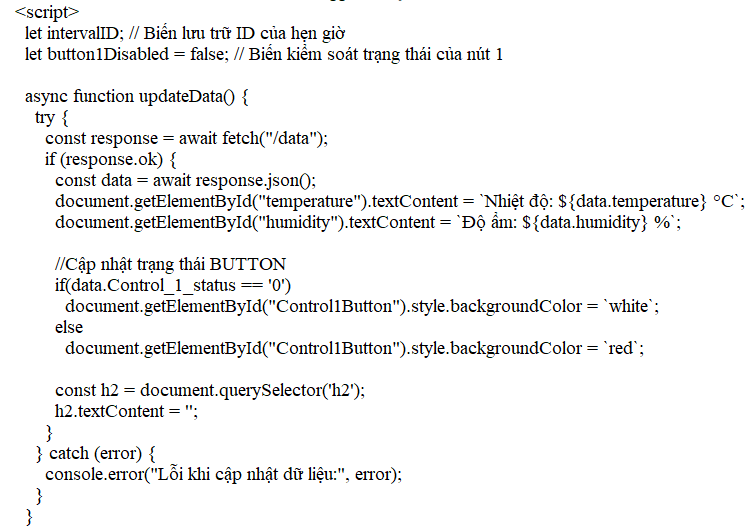 <script>
let intervalID; // Biến lưu trữ ID của hẹn giờ
let button1Disabled = false; // Biến kiểm soát trạng thái của nút 1
async function updateData() {
try {
const response = await fetch("/data");
if (response.ok) {
const data = await response.json();
document.getElementById("temperature").textContent = `Nhiệt độ: ${data.temperature} °C`;
document.getElementById("humidity").textContent = `Độ ẩm: ${data.humidity} %`;
//Cập nhật trạng thái BUTTON
if(data.Control_1_status == '0')
document.getElementById("Control1Button").style.backgroundColor = `white`;
else
document.getElementById("Control1Button").style.backgroundColor = `red`;
const h2 = document.querySelector('h2');
h2.textContent = '';
}
} catch (error) {
console.error("Lỗi khi cập nhật dữ liệu:", error);
}
}